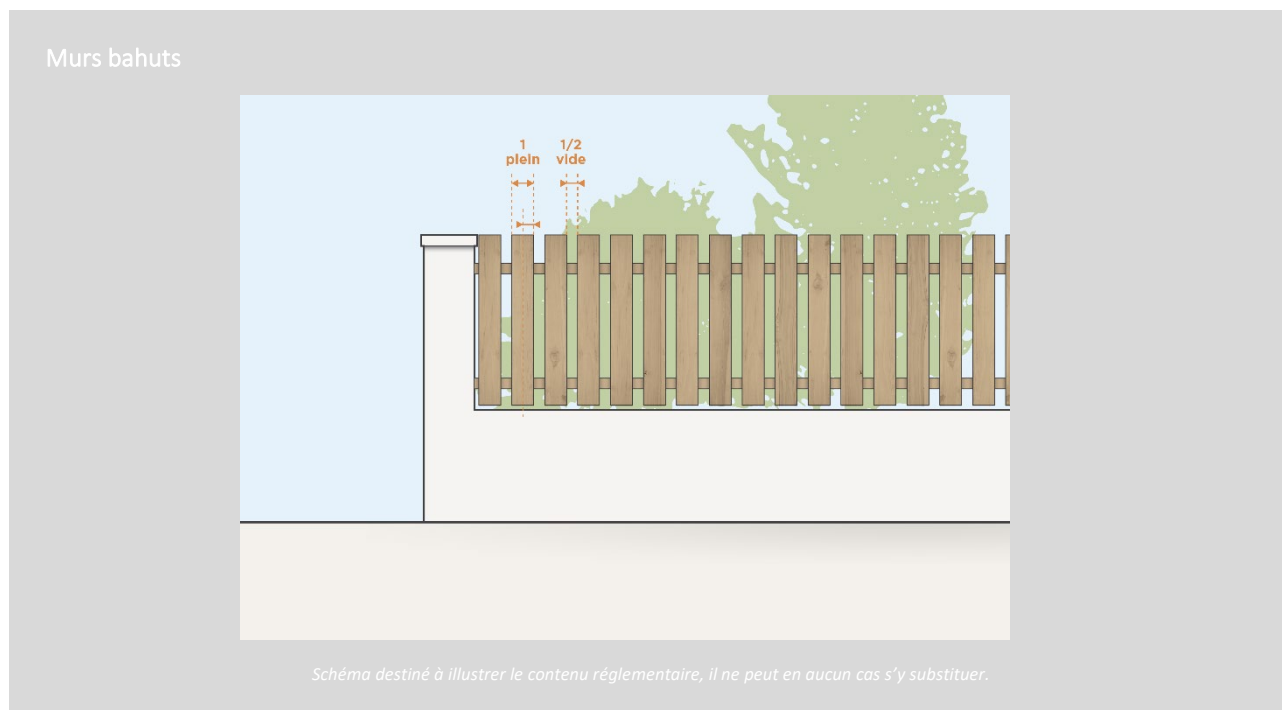 Murs bahuts
1 1/2
plein vide
Schéma destiné à illustrer le contenu réglementaire, il ne peut en aucun cas s’y substituer.